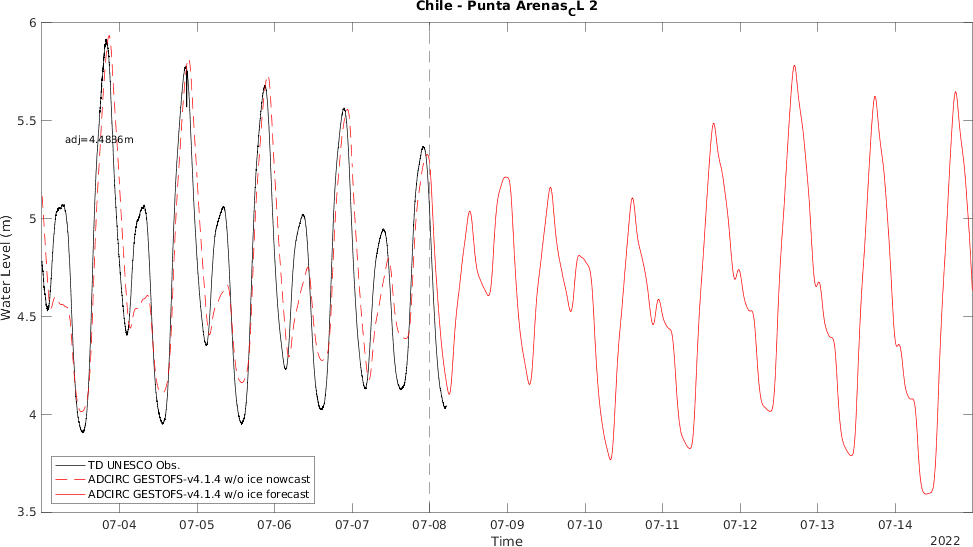 Chile - Punta Arenas_CL 2
6
5.5
5
4.5
4
3.5
Water Level (m)
adj=4.4836m
TD UNESCO Obs.
ADCIRC GESTOFS-v4.1.4 w/o ice nowcast
ADCIRC GESTOFS-v4.1.4 w/o ice forecast
07-04 07-05 07-06 07-07 07-08 07-09 07-10 07-11 07-12 07-13 07-14
Time
2022